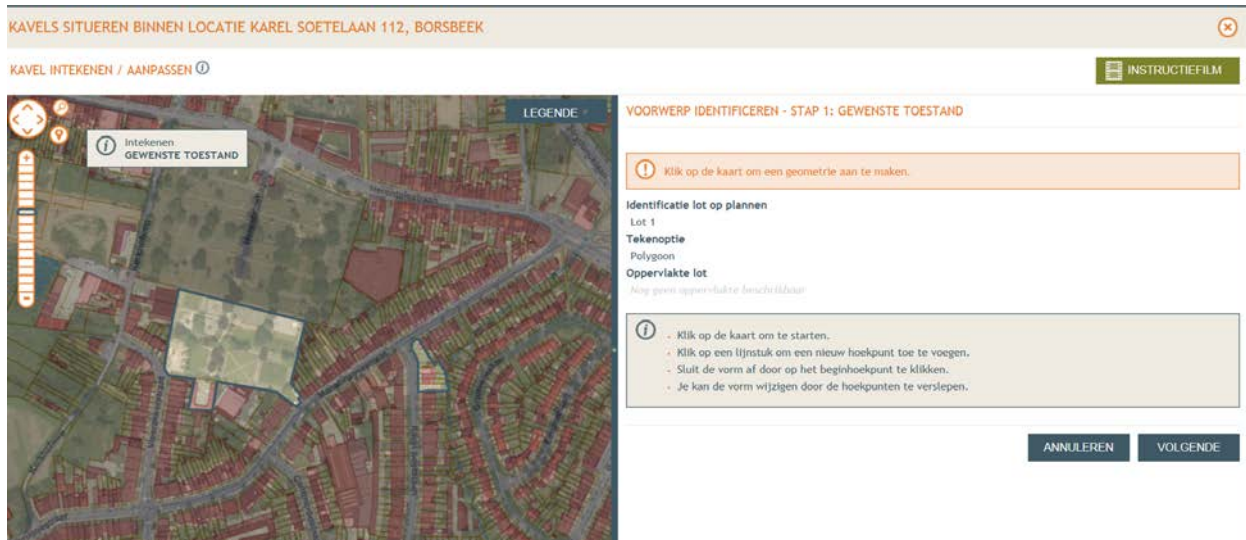 KAVELS SITUEREN BINNEN LOCATIE KAREL SOETELAAN 112, BORSBEEK
KAVEL INTEKENEN / AANPASSEN
INSTRUCTIEFILM
LEGENDE
Intekenen
GEWENSTE TOESTAND
VOORWERP IDENTIFICEREN - STAP 1: GEWENSTE TOESTAND
Klik op de kaart om een geometrie aan te maken.
Identificatie lot op plannen
Lot 1
Tekenoptie
Polygoon
Oppervlakte lot
Nog geen oppervlakte beschikbaar
- Klik op de kaart om te starten.
- Klik op een lijnstuk om een nieuw hoekpunt toe te voegen.
- Sluit de vorm af door op het beginhoekpunt te klikken.
- Je kan de vorm wijzigen door de hoekpunten te verslepen.
ANNULEREN
VOLGENDE